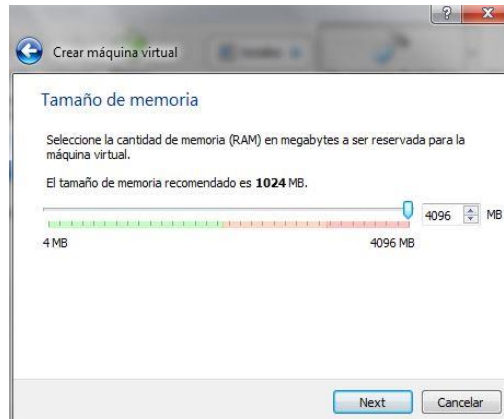 ?
X
Crear máquina virtual
Tamaño de memoria
Seleccione la cantidad de memoria (RAM) en megabytes a ser reservada para la
máquina virtual.
El tamaño de memoria recomendado es 1024 MB.
4096 MB
4 MB 4096 MB
Next Cancelar